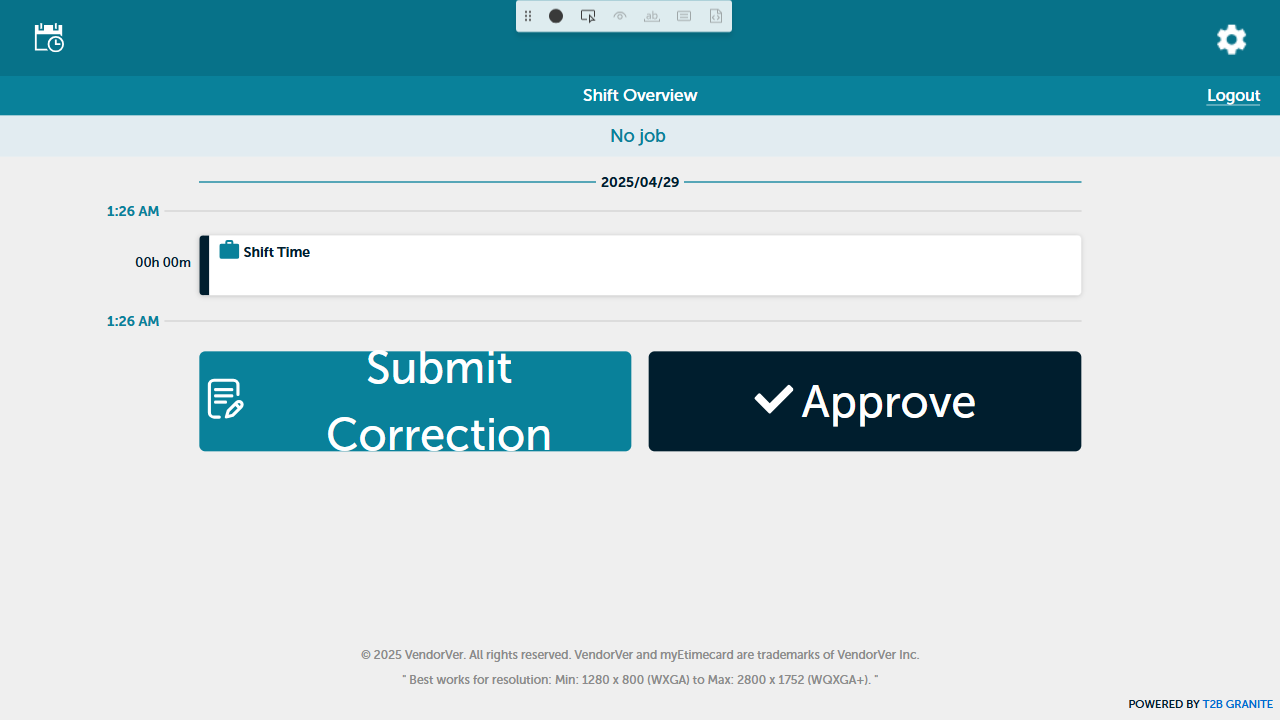 ab
Shift Overview
Logout
No job
2025/04/29
1:26 AM
00h 00m
Shift Time
1:26 AM
Submit
Correction
Approve
© 2025 VendorVer. All rights reserved. VendorVer and myEtimecard are trademarks of VendorVer Inc.
" Best works for resolution: Min: 1280 x 800 (WXGA) to Max: 2800 x 1752 (WQXGA+). "
POWERED BY T2B GRANITE